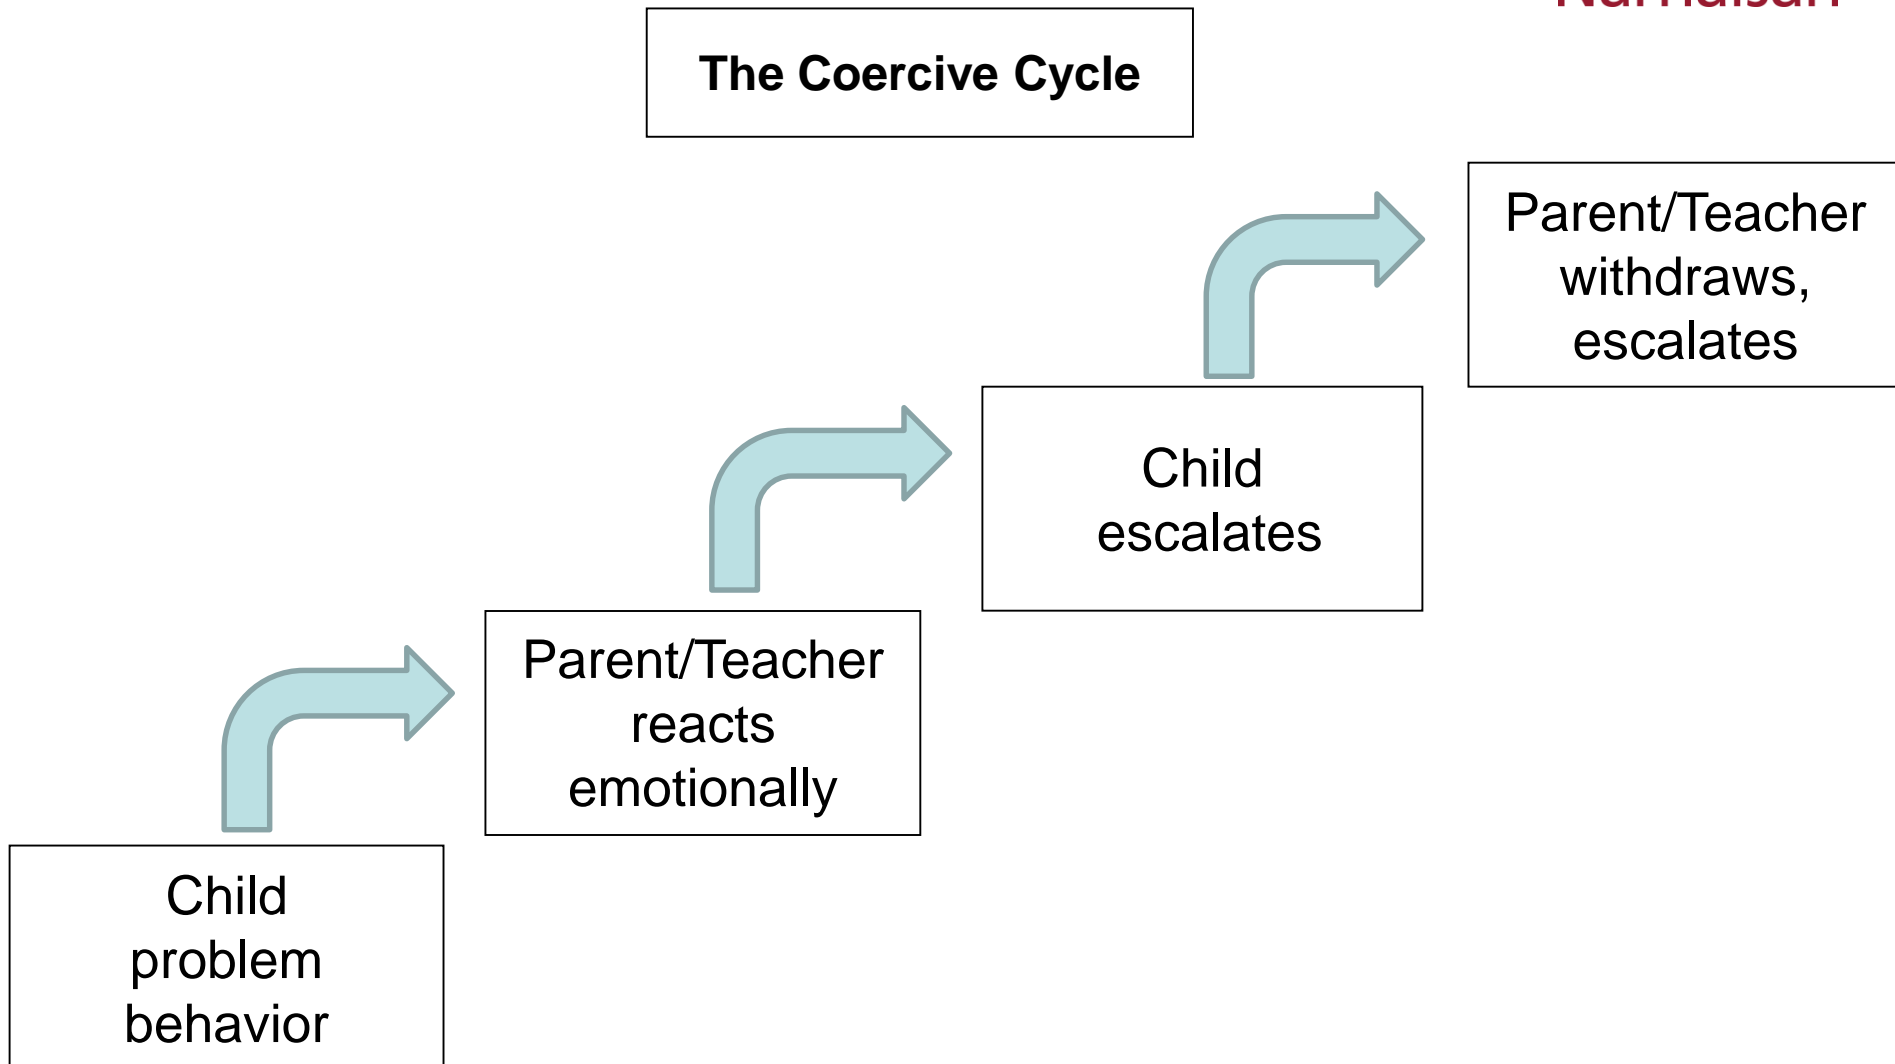 The Coercive Cycle
Parent/Teacher
withdraws,
escalates
Child
escalates
Parent/Teacher
reacts
emotionally
Child
problem
behavior